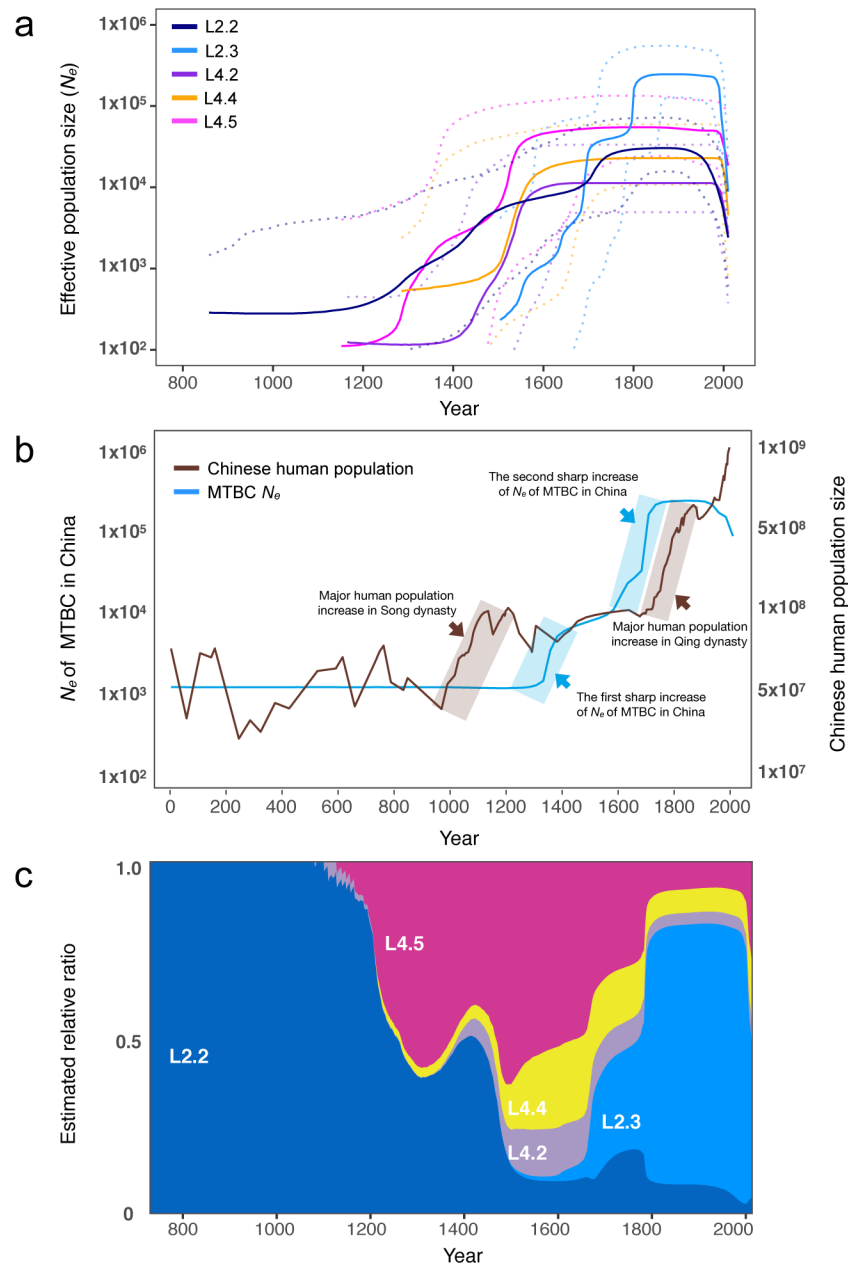 a
L2.2
L2.3
L4.2
L4.4
L4.5
Effective population size (Ne)
1x10⁶
1x10⁵
1x10⁴
1x10³
1x10²
800 1000 1200 1400 1600 1800 2000
Year
b
Chinese human population
MTBC Ne
Ne of MTBC in China
1x10⁶
1x10⁵
1x10⁴
1x10³
1x10²
The second sharp increase
of Ne of MTBC in China
Major human population
increase in Song dynasty
Major human population
increase in Qing dynasty
The first sharp increase
of Ne of MTBC in China
1x10⁹
5x10⁸
1x10⁸
5x10⁷
1x10⁷
Chinese human population size
0 200 400 600 800 1000 1200 1400 1600 1800 2000
Year
c
Estimated relative ratio
1.0
0.5
0
L4.5
L2.2
L4.4
L4.2
L2.3
800 1000 1200 1400 1600 1800 2000
Year